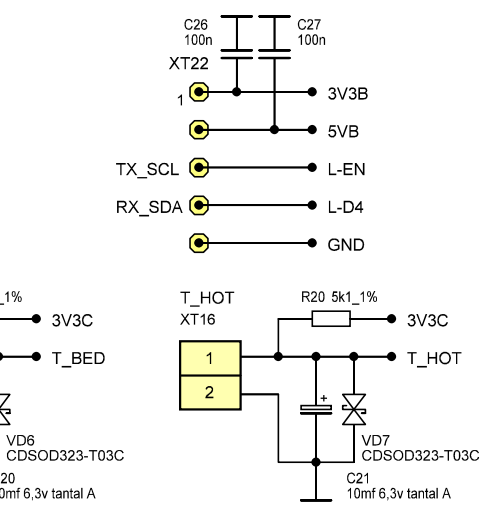 C26
100n
C27
100n
XT22
1
3V3B
5VB
TX_SCL
L-EN
RX_SDA
L-D4
GND
_1%
3V3C
T_BED
VD6
CDSOD323-T03C
20
0mf 6,3v tantal A
T_HOT
XT16
R20 5k1_1%
3V3C
1
T_HOT
2
+
VD7
CDSOD323-T03C
C21
10mf 6,3v tantal A